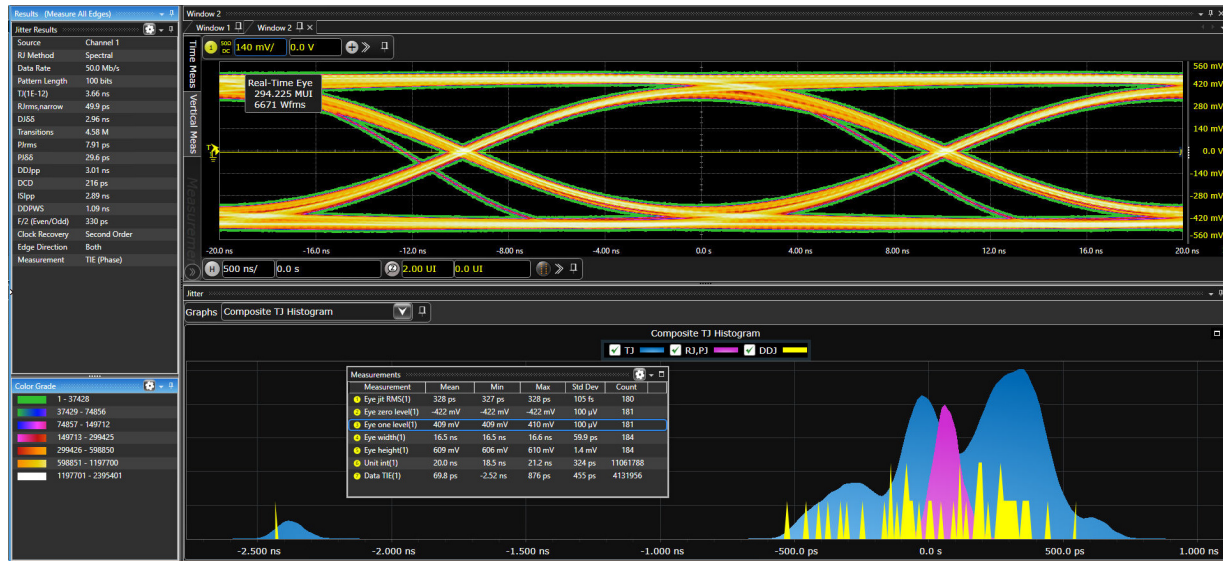 Results (Measure All Edges)
Jitter Results
Source Channel 1
RJ Method Spectral
Data Rate 50.0 Mb/s
Pattern Length 100 bits
TJ(1E-12) 3.66 ns
RJrms,narrow 49.9 ps
DJδδ 2.96 ns
Transitions 4.58 M
PJrms 7.91 ps
PJδδ 29.6 ps
DDJpp 3.01 ns
DCD 216 ps
ISIpp 2.89 ns
DDPWS 1.09 ns
F/2 (Even/Odd) 330 ps
Clock Recovery Second Order
Edge Direction Both
Measurement TIE (Phase)
Color Grade
1 - 37428
37429 - 74856
74857 - 149712
149713 - 299425
299426 - 598850
598851 - 1197700
1197701 - 2395401
Window 2
Window 1 Window 2
Time Meas
Vertical Meas
Measurements
1 50Ω DC 140 mV/ 0.0 V
Real-Time Eye
294.225 MUI
6671 Wfms
T
560 mV
420 mV
280 mV
140 mV
0.0 V
-140 mV
-280 mV
-420 mV
-560 mV
-20.0 ns -16.0 ns -12.0 ns -8.00 ns -4.00 ns 0.0 s 4.00 ns 8.00 ns 12.0 ns 16.0 ns 20.0 ns
H 500 ns/ 0.0 s 2.00 UI 0.0 UI
Jitter
Graphs Composite TJ Histogram
Composite TJ Histogram
TJ RJ,PJ DDJ
Measurements
Measurement Mean Min Max Std Dev Count
1 Eye jit RMS(1) 328 ps 327 ps 328 ps 105 fs 180
2 Eye zero level(1) -422 mV -422 mV -422 mV 100 µV 181
3 Eye one level(1) 409 mV 409 mV 410 mV 100 µV 181
4 Eye width(1) 16.5 ns 16.5 ns 16.6 ns 59.9 ps 184
5 Eye height(1) 609 mV 606 mV 610 mV 1.4 mV 184
6 Unit int(1) 20.0 ns 18.5 ns 21.2 ns 324 ps 11061788
7 Data TIE(1) 69.8 ps -2.52 ns 876 ps 455 ps 4131956
-2.500 ns -2.000 ns -1.500 ns -1.000 ns -500.0 ps 0.0 s 500.0 ps 1.000 ns